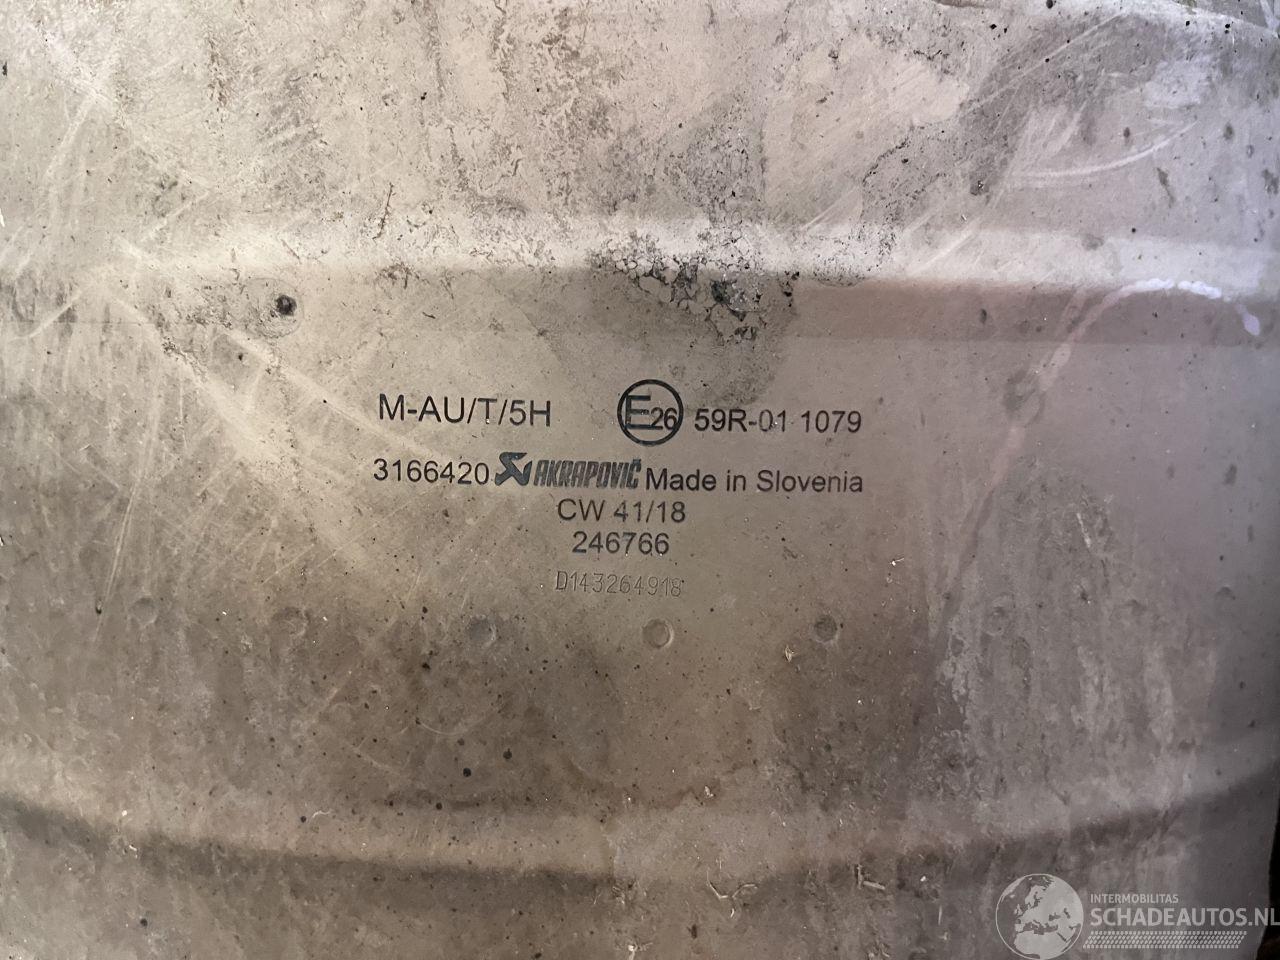 M-AU/T/5H E26 59R-01 1079
3166420 AKRAPOVIČ Made in Slovenia
CW 41/18
246766
D143264918
INTERMOBILITAS
SCHADEAUTOS.NL